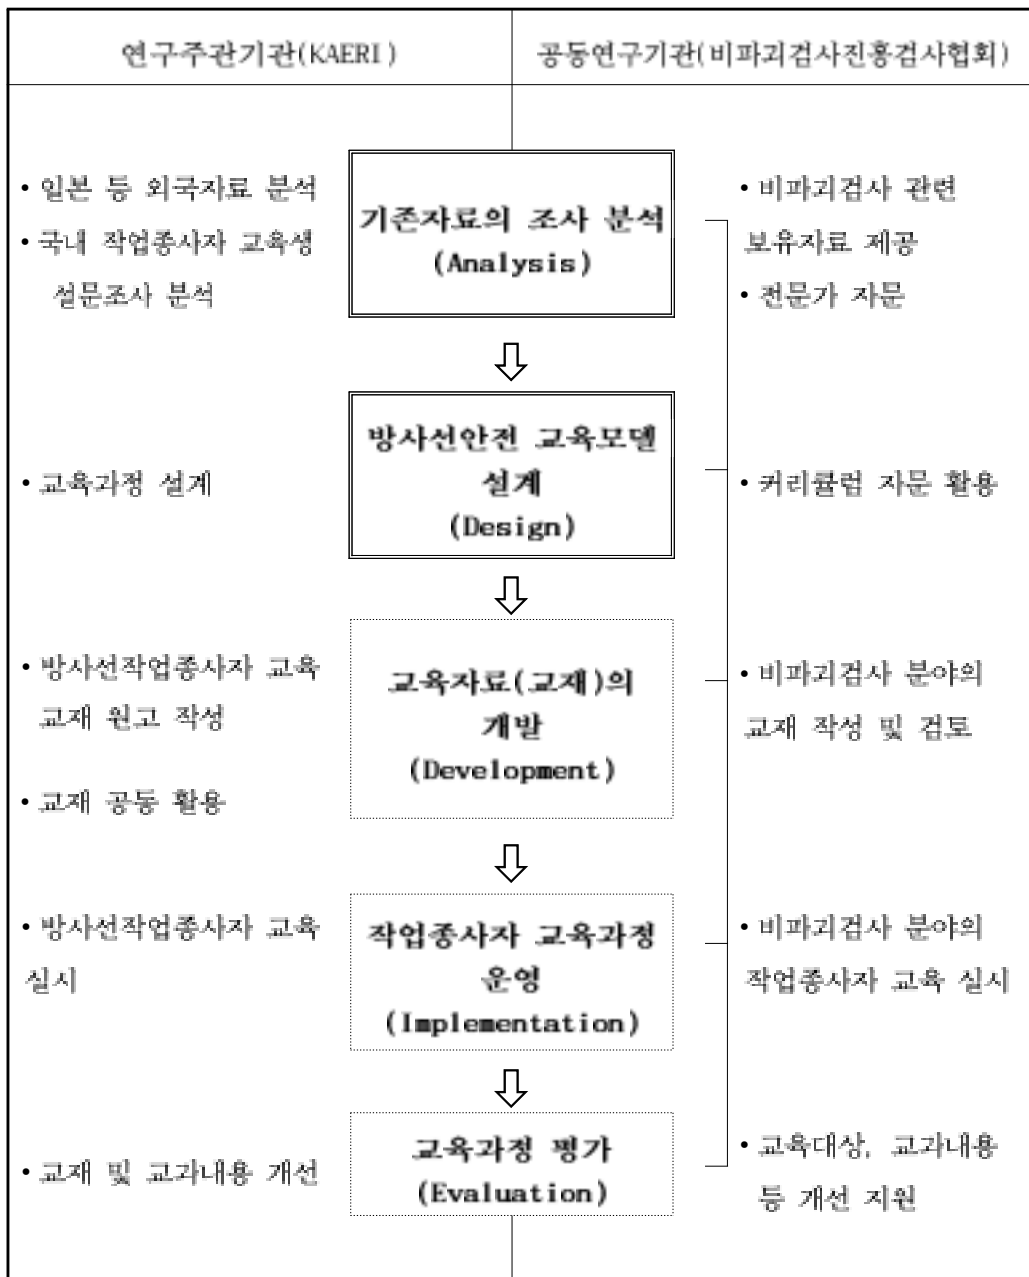 연구주관기관(KAERI)
공동연구기관(비파괴검사진흥검사협회)
• 일본 등 외국자료 분석
• 국내 작업종사자 교육생
설문조사 분석
기존자료의 조사 분석
(Analysis)
• 비파괴검사 관련
보유자료 제공
• 전문가 자문
• 교육과정 설계
방사선안전 교육모델
설계
(Design)
• 커리큘럼 자문 활용
• 방사선작업종사자 교육
교재 원고 작성
• 교재 공동 활용
교육자료(교재)의
개발
(Development)
• 비파괴검사 분야의
교재 작성 및 검토
• 방사선작업종사자 교육
실시
작업종사자 교육과정
운영
(Implementation)
• 비파괴검사 분야의
작업종사자 교육 실시
• 교재 및 교과내용 개선
교육과정 평가
(Evaluation)
• 교육대상, 교과내용
등 개선 지원